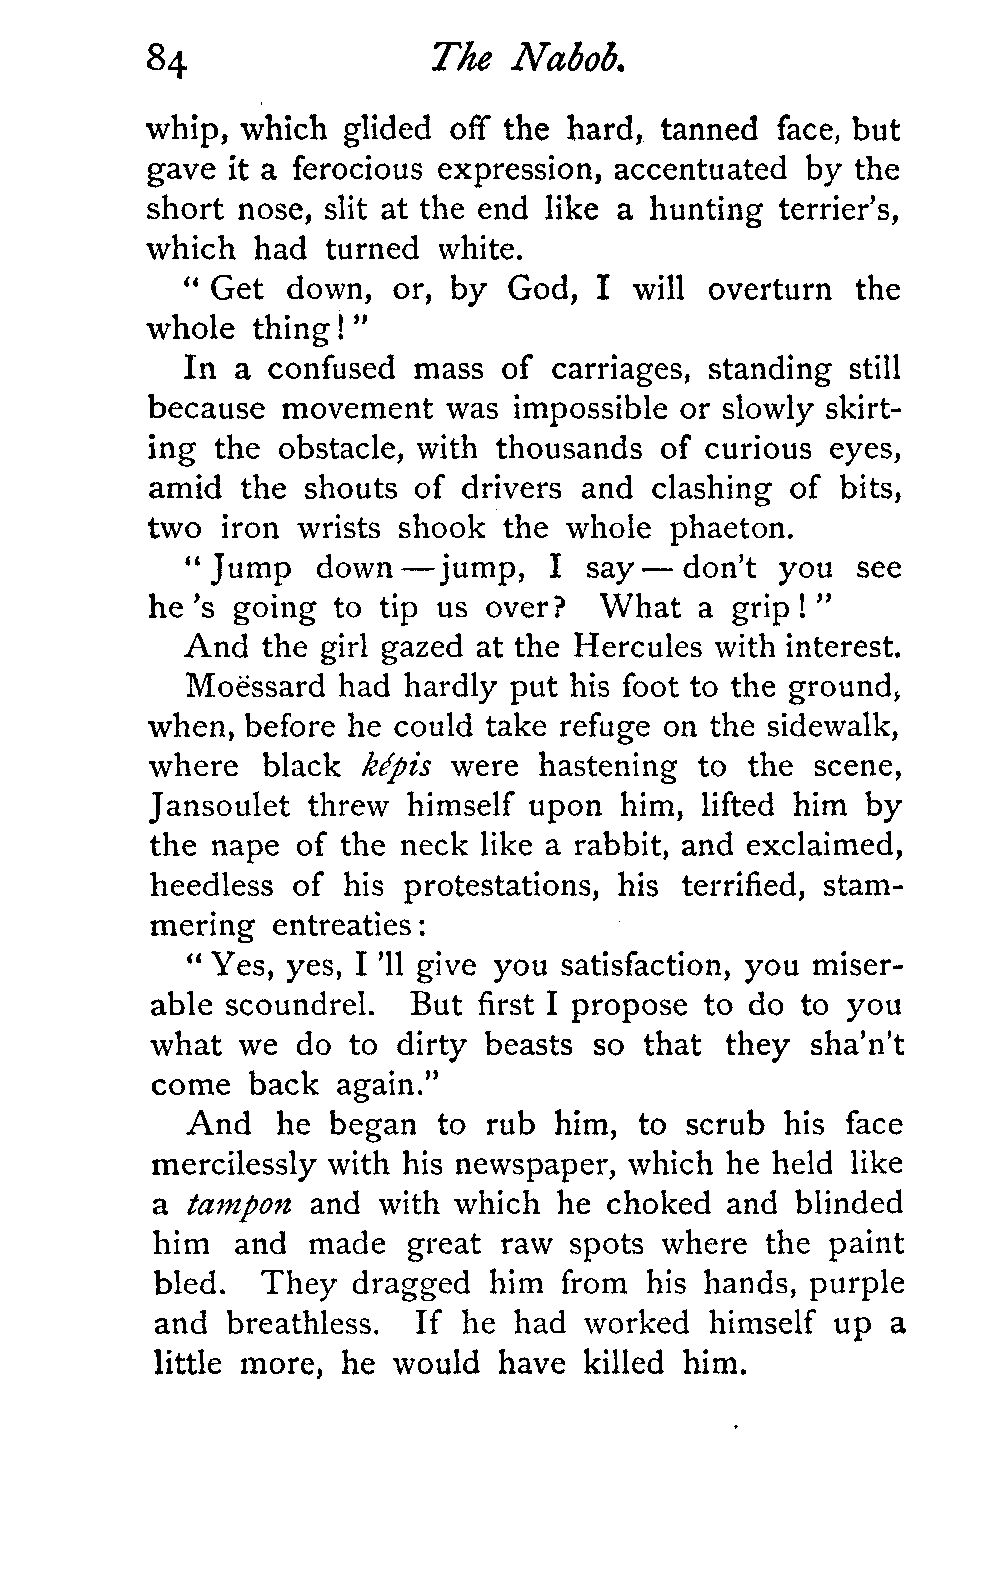 84 The Nabob.
whip, which glided off the hard, tanned face, but
gave it a ferocious expression, accentuated by the
short nose, slit at the end like a hunting terrier's,
which had turned white.
" Get down, or, by God, I will overturn the
whole thing! "
In a confused mass of carriages, standing still
because movement was impossible or slowly skirt-
ing the obstacle, with thousands of curious eyes,
amid the shouts of drivers and clashing of bits,
two iron wrists shook the whole phaeton.
" Jump down — jump, I say — don't you see
he 's going to tip us over? What a grip! "
And the girl gazed at the Hercules with interest.
Moëssard had hardly put his foot to the ground,
when, before he could take refuge on the sidewalk,
where black képis were hastening to the scene,
Jansoulet threw himself upon him, lifted him by
the nape of the neck like a rabbit, and exclaimed,
heedless of his protestations, his terrified, stam-
mering entreaties:
" Yes, yes, I 'll give you satisfaction, you miser-
able scoundrel. But first I propose to do to you
what we do to dirty beasts so that they sha'n't
come back again."
And he began to rub him, to scrub his face
mercilessly with his newspaper, which he held like
a tampon and with which he choked and blinded
him and made great raw spots where the paint
bled. They dragged him from his hands, purple
and breathless. If he had worked himself up a
little more, he would have killed him.